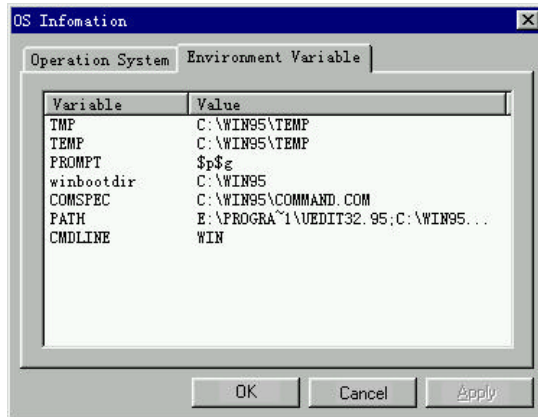 OS Infomation
Operation System Environment Variable
Variable Value
TMP C:\WIN95\TEMP
TEMP C:\WIN95\TEMP
PROMPT $p$g
winbootdir C:\WIN95
COMSPEC C:\WIN95\COMMAND.COM
PATH E:\PROGRA~1\UEDIT32.95;C:\WIN95...
CMDLINE WIN
OK Cancel Apply